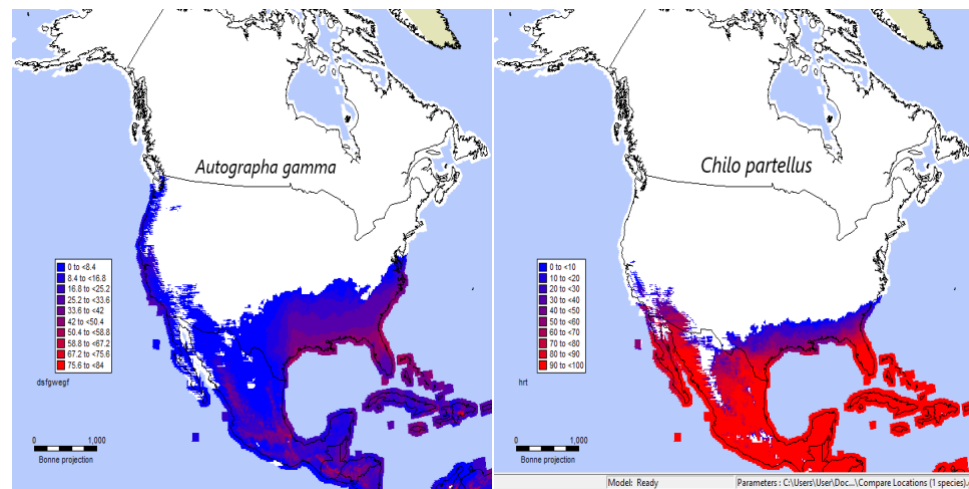 Autographa gamma
0 to <8.4
8.4 to <16.8
16.8 to <25.2
25.2 to <33.6
33.6 to <42
42 to <50.4
50.4 to <58.8
58.8 to <67.2
67.2 to <75.6
75.6 to <84
dsfgwegf
0 1,000
Bonne projection
Chilo partellus
0 to <10
10 to <20
20 to <30
30 to <40
40 to <50
50 to <60
60 to <70
70 to <80
80 to <90
90 to <100
hrt
0 1,000
Bonne projection
Model: Ready Parameters : C:\Users\User\Doc...\Compare Locations (1 species).